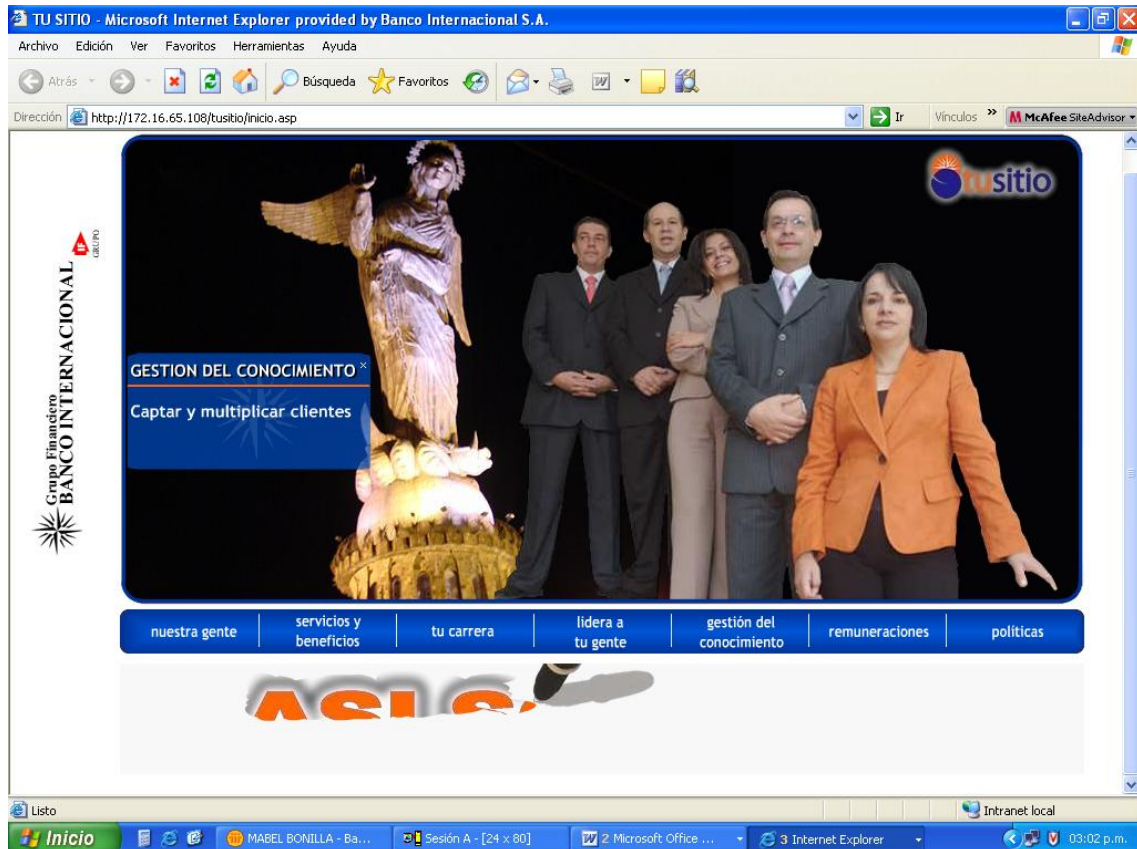 TU SITIO - Microsoft Internet Explorer provided by Banco Internacional S.A.
Archivo Edición Ver Favoritos Herramientas Ayuda
Atrás Búsqueda Favoritos
Dirección http://172.16.65.108/tusitio/inicio.asp Ir Vínculos » McAfee SiteAdvisor
tusitio
GRUPO
Grupo Financiero
BANCO INTERNACIONAL
IF
GESTION DEL CONOCIMIENTO ×
Captar y multiplicar clientes
nuestra gente
servicios y
beneficios
tu carrera
lidera a
tu gente
gestión del
conocimiento
remuneraciones
políticas
Listo Intranet local
Inicio MABEL BONILLA - Ba... Sesión A - [24 x 80] 2 Microsoft Office ... 3 Internet Explorer 03:02 p.m.